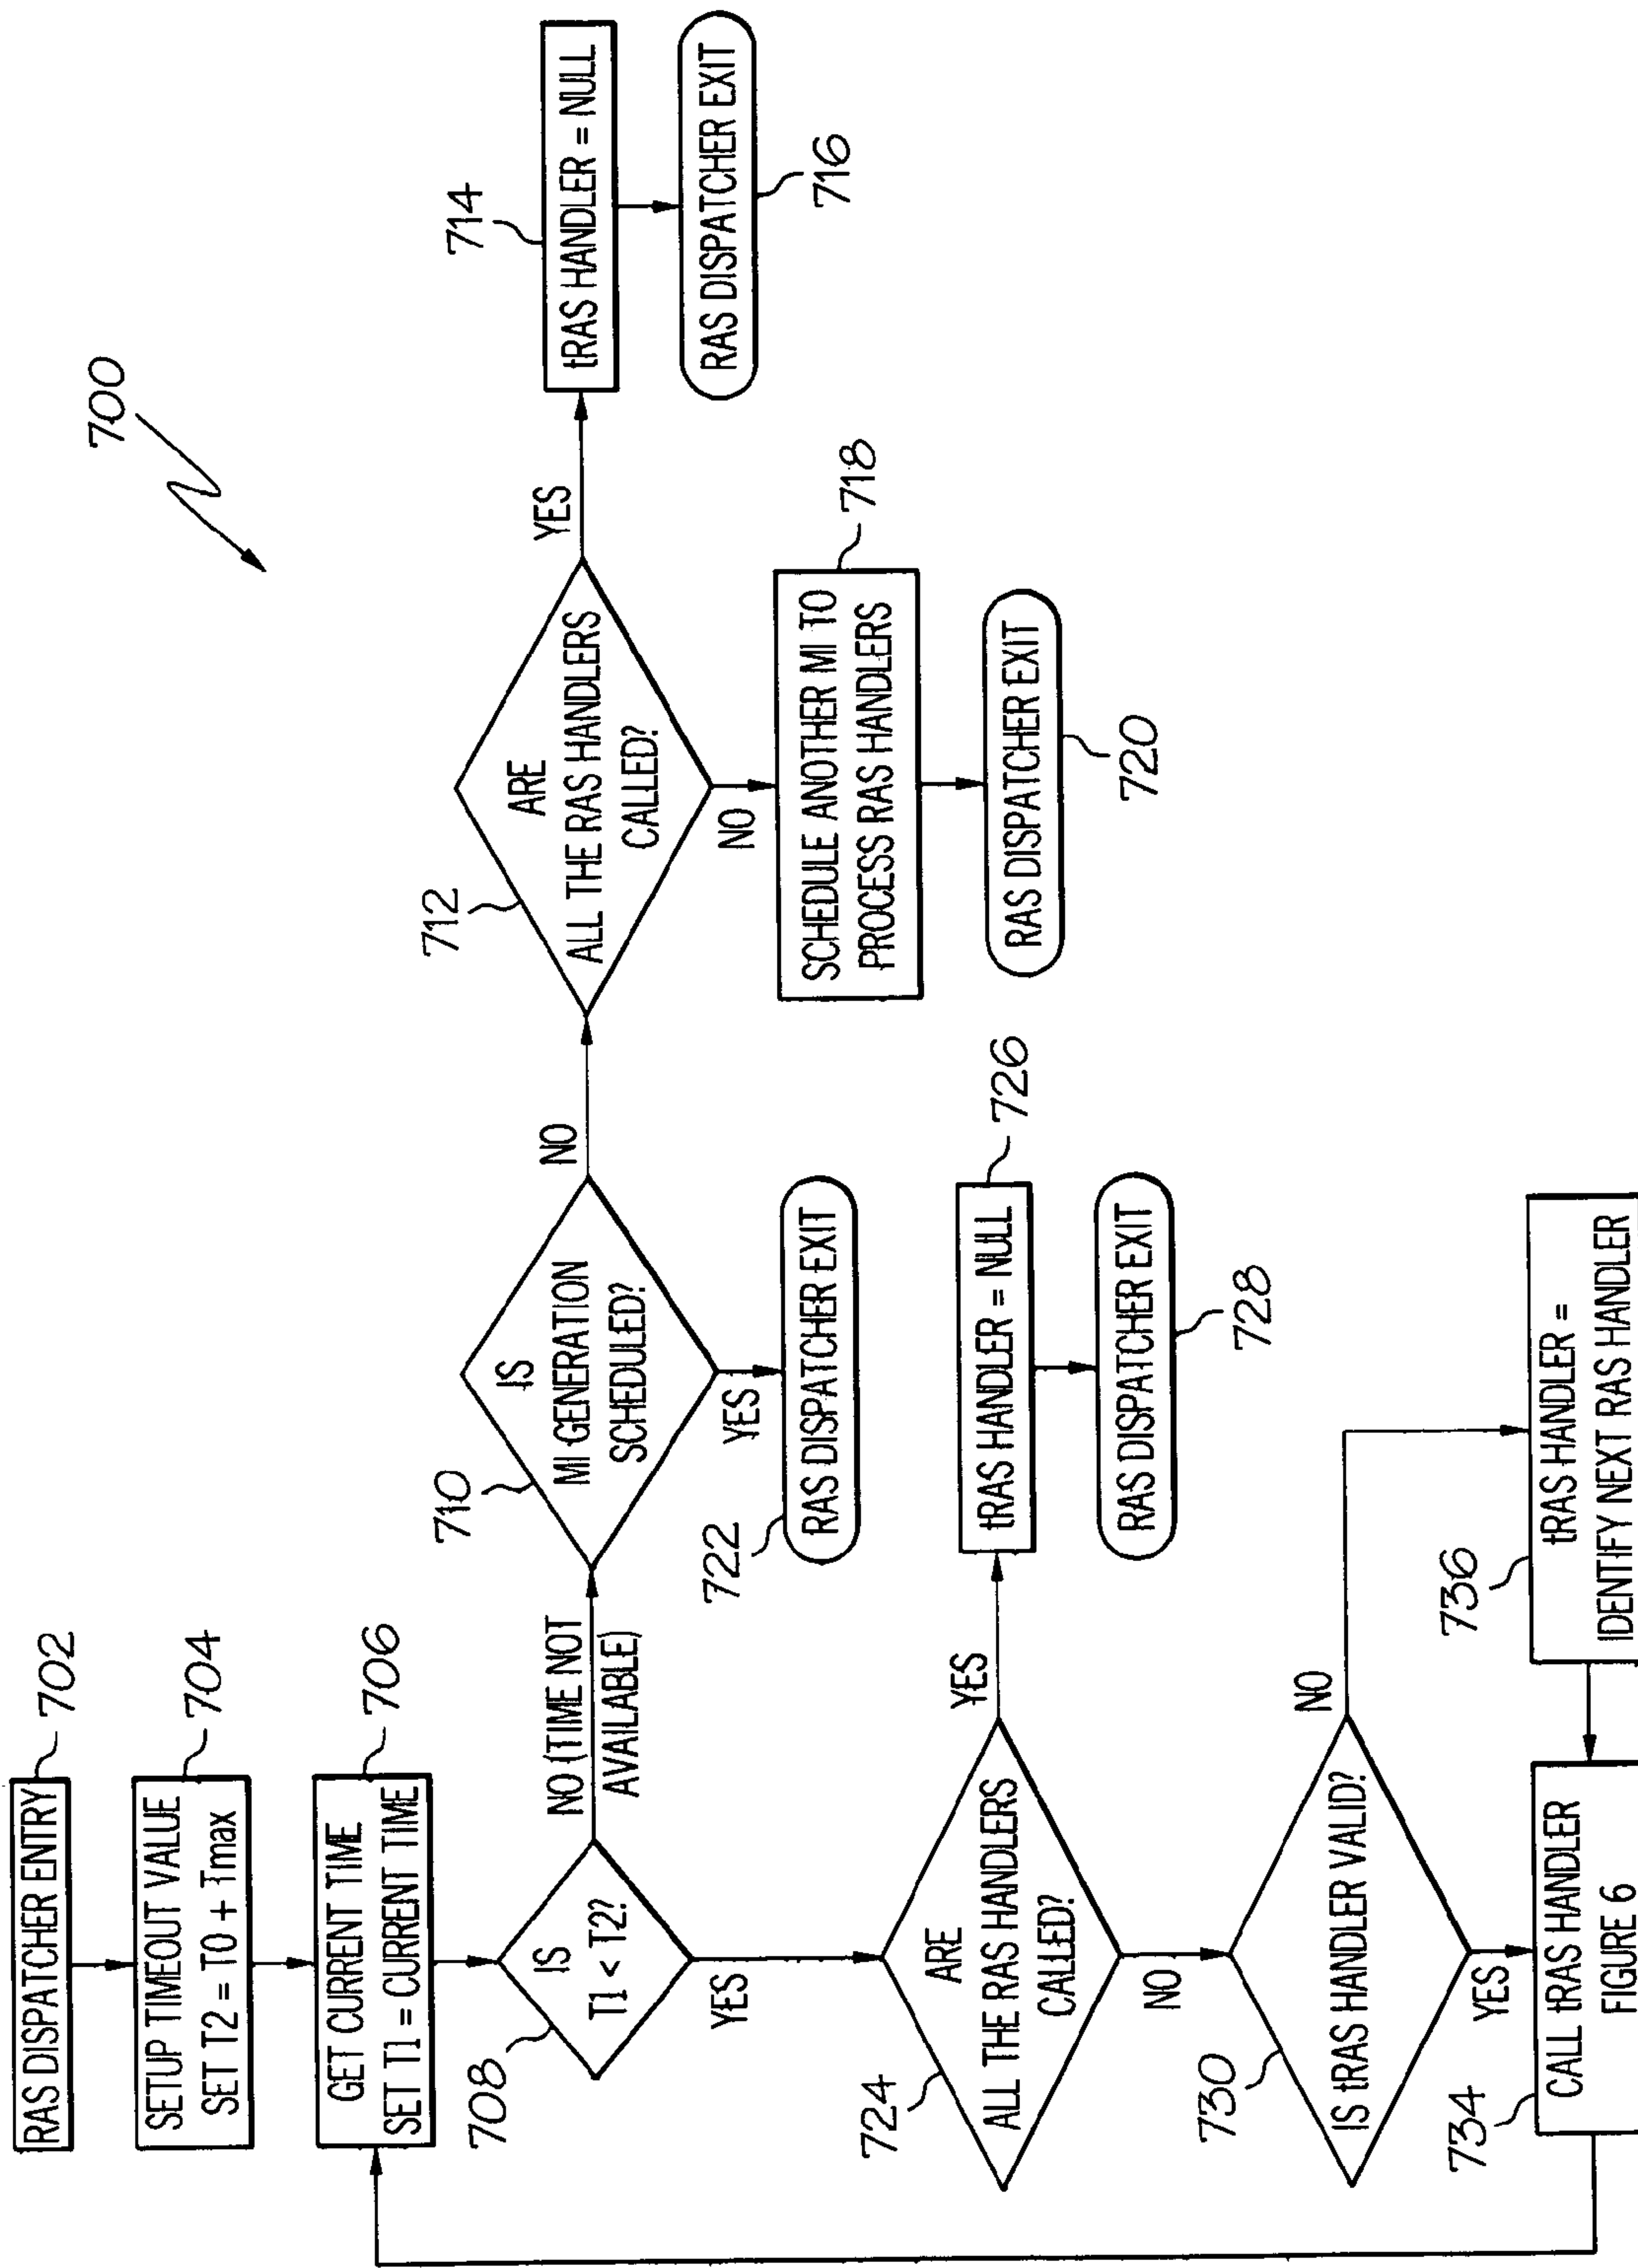 700
RAS DISPATCHER ENTRY
702
SETUP TIMEOUT VALUE
SET T2 = T0 + Tmax
704
GET CURRENT TIME
SET T1 = CURRENT TIME
706
IS
T1 < T2?
708
NO (TIME NOT
AVAILABLE)
YES
IS
MI GENERATION
SCHEDULED?
710
NO
YES
RAS DISPATCHER EXIT
722
ARE
ALL THE RAS HANDLERS
CALLED?
712
YES
NO
tRAS HANDLER = NULL
714
RAS DISPATCHER EXIT
716
SCHEDULE ANOTHER MI TO
PROCESS RAS HANDLERS
718
RAS DISPATCHER EXIT
720
ARE
ALL THE RAS HANDLERS
CALLED?
724
YES
NO
tRAS HANDLER = NULL
726
RAS DISPATCHER EXIT
728
IS tRAS HANDLER VALID?
730
NO
YES
CALL tRAS HANDLER
FIGURE 6
734
tRAS HANDLER =
IDENTIFY NEXT RAS HANDLER
736